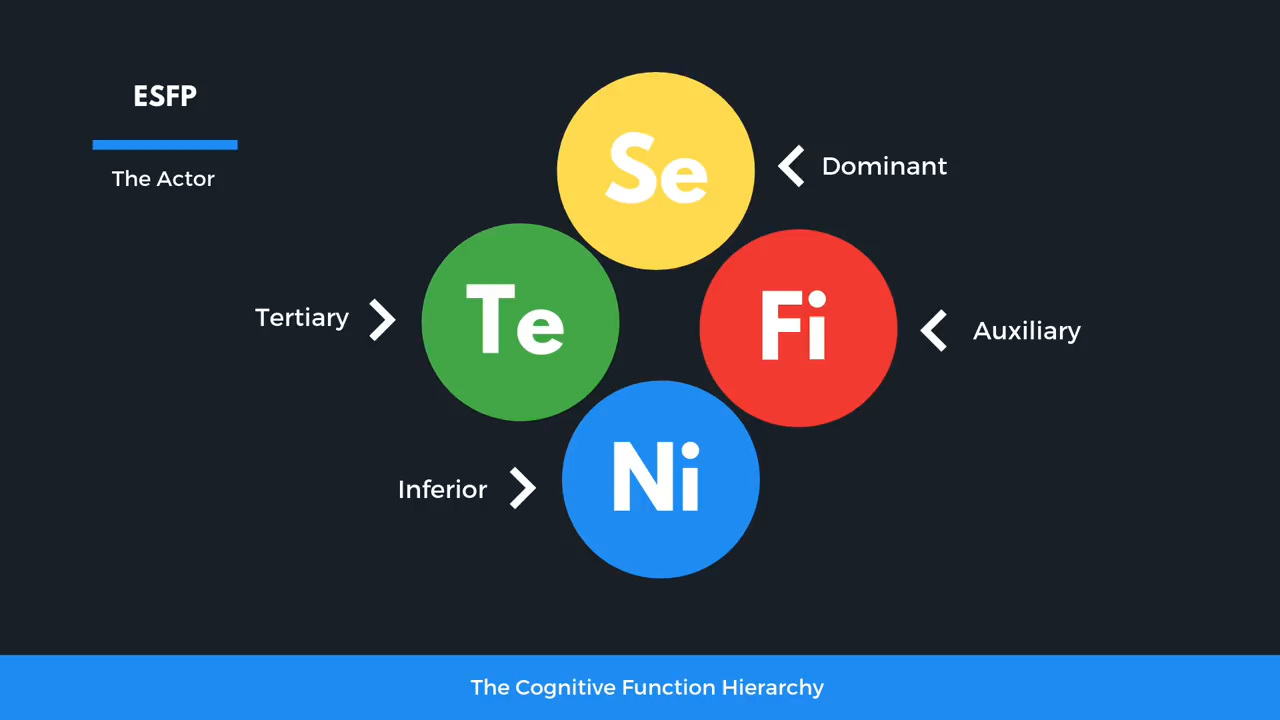 ESFP
The Actor
Se
Dominant
Te
Tertiary
Fi
Auxiliary
Ni
Inferior
The Cognitive Function Hierarchy